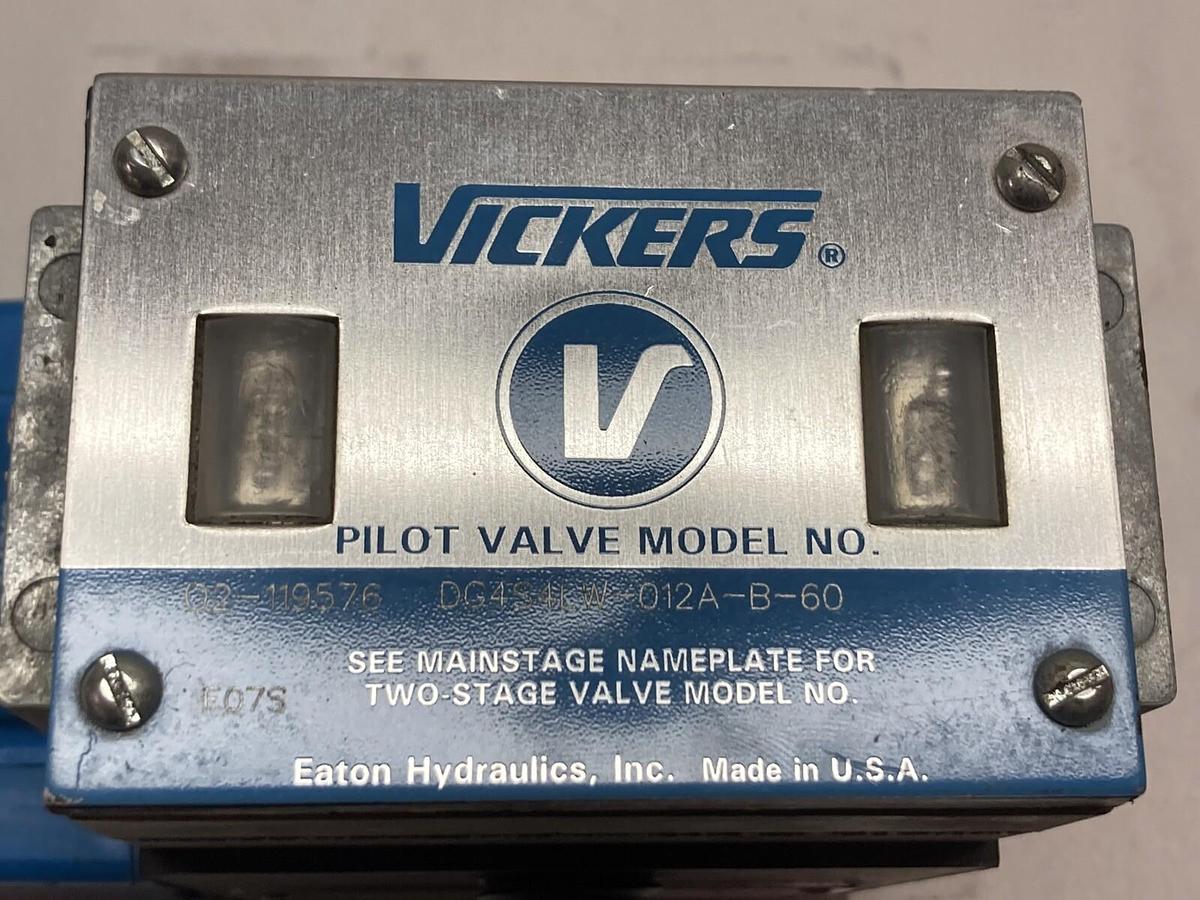 VICKERS®
V
PILOT VALVE MODEL NO.
02-119576 DG4S4LW-012A-B-60
SEE MAINSTAGE NAMEPLATE FOR
TWO-STAGE VALVE MODEL NO.
E07S
Eaton Hydraulics, Inc. Made in U.S.A.